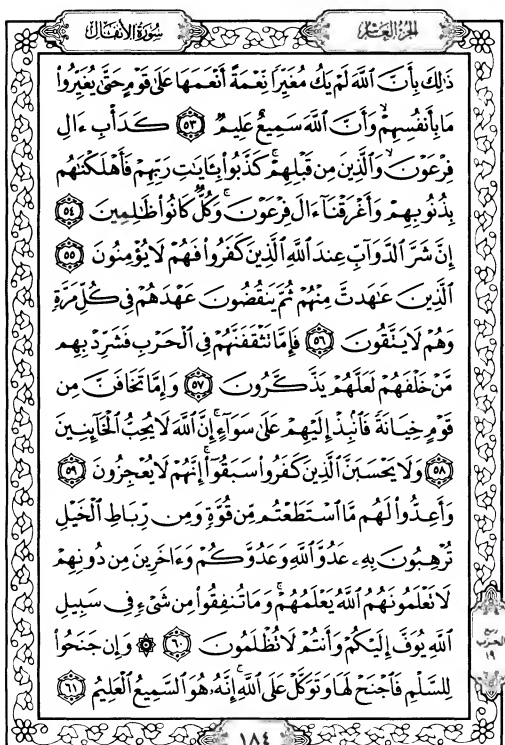 الجزء العاشر
سورة الأنفال
ذَٰلِكَ بِأَنَّ ٱللَّهَ لَمْ يَكُ مُغَيِّرًا نِّعْمَةً أَنْعَمَهَا عَلَىٰ قَوْمٍ حَتَّىٰ يُغَيِّرُوا۟
مَا بِأَنفُسِهِمْ ۙ وَأَنَّ ٱللَّهَ سَمِيعٌ عَلِيمٌ ٥٣ كَدَأْبِ ءَالِ
فِرْعَوْنَ ۙ وَٱلَّذِينَ مِن قَبْلِهِمْ ۚ كَذَّبُوا۟ بِـَٔايَـٰتِ رَبِّهِمْ فَأَهْلَكْنَـٰهُم
بِذُنُوبِهِمْ وَأَغْرَقْنَآ ءَالَ فِرْعَوْنَ ۚ وَكُلٌّ كَانُوا۟ ظَـٰلِمِينَ ٥٤
إِنَّ شَرَّ ٱلدَّوَآبِّ عِندَ ٱللَّهِ ٱلَّذِينَ كَفَرُوا۟ فَهُمْ لَا يُؤْمِنُونَ ٥٥
ٱلَّذِينَ عَـٰهَدتَّ مِنْهُمْ ثُمَّ يَنقُضُونَ عَهْدَهُمْ فِى كُلِّ مَرَّةٍ
وَهُمْ لَا يَتَّقُونَ ٥٦ فَإِمَّا تَثْقَفَنَّهُمْ فِى ٱلْحَرْبِ فَشَرِّدْ بِهِم
مَّنْ خَلْفَهُمْ لَعَلَّهُمْ يَذَّكَّرُونَ ٥٧ وَإِمَّا تَخَافَنَّ مِن
قَوْمٍ خِيَانَةً فَٱنۢبِذْ إِلَيْهِمْ عَلَىٰ سَوَآءٍ ۚ إِنَّ ٱللَّهَ لَا يُحِبُّ ٱلْخَآئِنِينَ
٥٨ وَلَا يَحْسَبَنَّ ٱلَّذِينَ كَفَرُوا۟ سَبَقُوٓا۟ ۚ إِنَّهُمْ لَا يُعْجِزُونَ ٥٩
وَأَعِدُّوا۟ لَهُم مَّا ٱسْتَطَعْتُم مِّن قُوَّةٍ وَمِن رِّبَاطِ ٱلْخَيْلِ
تُرْهِبُونَ بِهِۦ عَدُوَّ ٱللَّهِ وَعَدُوَّكُمْ وَءَاخَرِينَ مِن دُونِهِمْ
لَا تَعْلَمُونَهُمُ ٱللَّهُ يَعْلَمُهُمْ ۚ وَمَا تُنفِقُوا۟ مِن شَىْءٍ فِى سَبِيلِ
ٱللَّهِ يُوَفَّ إِلَيْكُمْ وَأَنتُمْ لَا تُظْلَمُونَ ٦٠ ۞ وَإِن جَنَحُوا۟
لِلسَّلْمِ فَٱجْنَحْ لَهَا وَتَوَكَّلْ عَلَى ٱللَّهِ ۚ إِنَّهُۥ هُوَ ٱلسَّمِيعُ ٱلْعَلِيمُ ٦١
ربع
الحزب
١٩
١٨٤